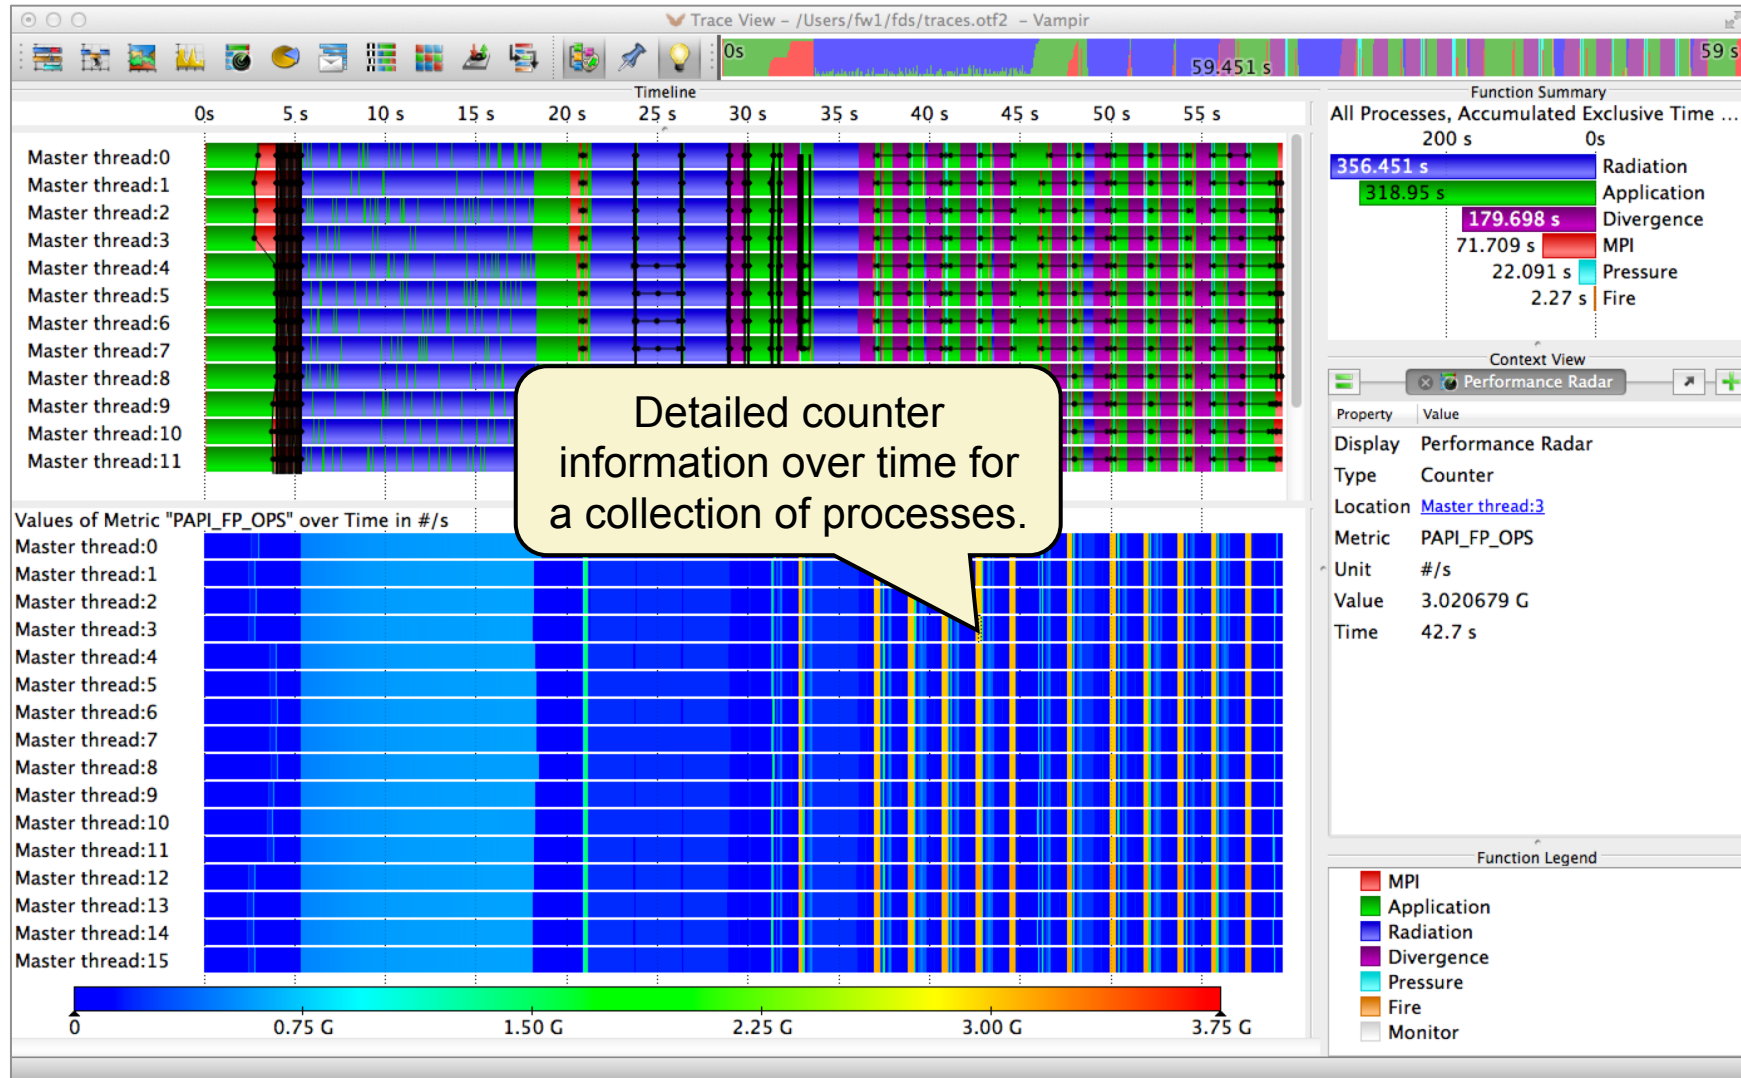 Trace View – /Users/fw1/fds/traces.otf2 – Vampir
0s
59.451 s
59 s
Timeline
0s 5 s 10 s 15 s 20 s 25 s 30 s 35 s 40 s 45 s 50 s 55 s
Master thread:0
Master thread:1
Master thread:2
Master thread:3
Master thread:4
Master thread:5
Master thread:6
Master thread:7
Master thread:8
Master thread:9
Master thread:10
Master thread:11
Detailed counter
information over time for
a collection of processes.
Values of Metric "PAPI_FP_OPS" over Time in #/s
Master thread:0
Master thread:1
Master thread:2
Master thread:3
Master thread:4
Master thread:5
Master thread:6
Master thread:7
Master thread:8
Master thread:9
Master thread:10
Master thread:11
Master thread:12
Master thread:13
Master thread:14
Master thread:15
0 0.75 G 1.50 G 2.25 G 3.00 G 3.75 G
Function Summary
All Processes, Accumulated Exclusive Time ...
200 s 0s
356.451 s Radiation
318.95 s Application
179.698 s Divergence
71.709 s MPI
22.091 s Pressure
2.27 s Fire
Context View
Performance Radar
Property Value
Display Performance Radar
Type Counter
Location Master thread:3
Metric PAPI_FP_OPS
Unit #/s
Value 3.020679 G
Time 42.7 s
Function Legend
MPI
Application
Radiation
Divergence
Pressure
Fire
Monitor